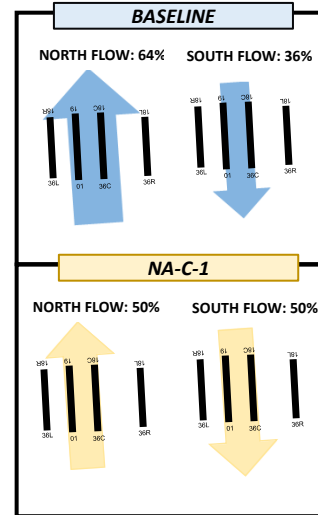 BASELINE
NORTH FLOW: 64% SOUTH FLOW: 36%
18R 19 18C 18L 18R 19 18C 18L
36L 01 36C 36R 36L 01 36C 36R
NA-C-1
NORTH FLOW: 50% SOUTH FLOW: 50%
18R 19 18C 18L 18R 19 18C 18L
36L 01 36C 36R 36L 01 36C 36R